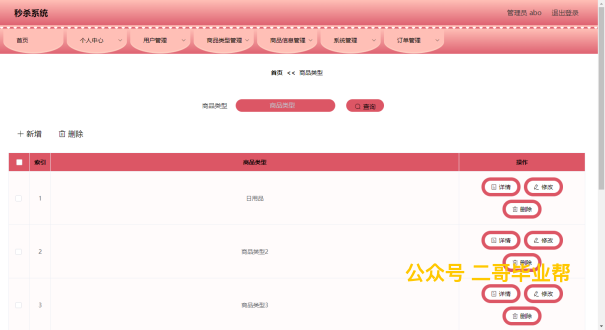 秒杀系统 管理员 abo 退出登录
首页 个人中心 用户管理 商品类型管理 商品信息管理 系统管理 订单管理
首页 << 商品类型
商品类型 商品类型 查询
新增 删除
索引 商品类型 操作
1 日用品 详情 修改
删除
2 商品类型2 详情 修改
删除
公众号 二哥毕业帮
3 商品类型3 详情 修改
删除